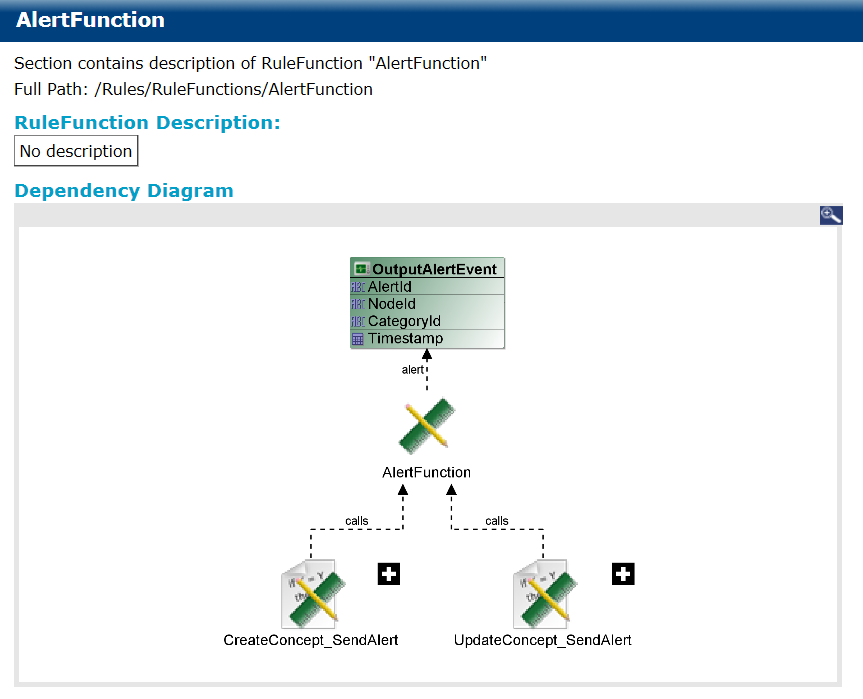 AlertFunction
Section contains description of RuleFunction "AlertFunction"
Full Path: /Rules/RuleFunctions/AlertFunction
RuleFunction Description:
No description
Dependency Diagram
OutputAlertEvent
AlertId
NodeId
CategoryId
Timestamp
alert
AlertFunction
calls calls
CreateConcept_SendAlert UpdateConcept_SendAlert